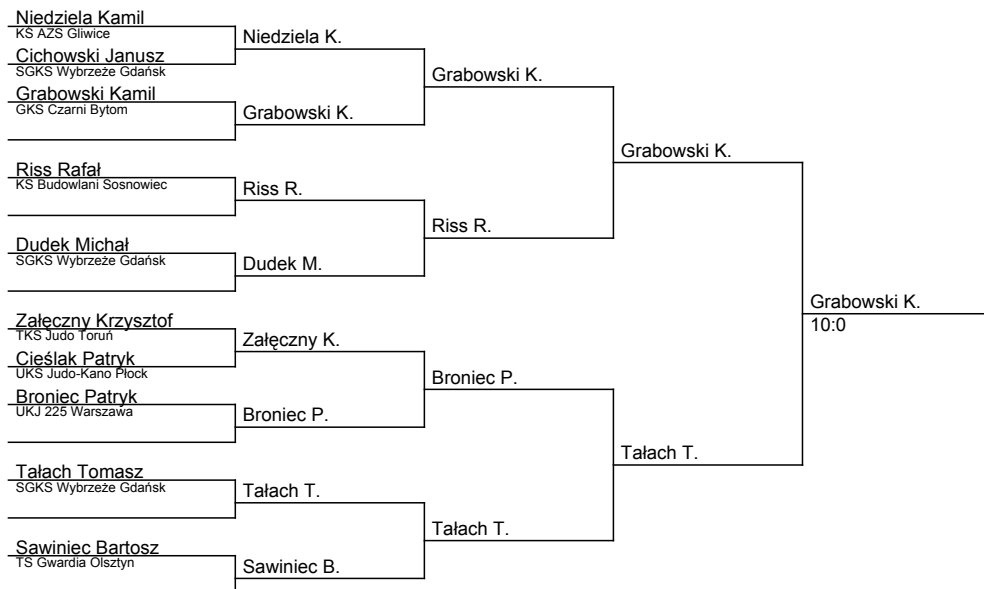 Niedziela Kamil
KS AZS Gliwice
Cichowski Janusz
SGKS Wybrzeże Gdańsk
Grabowski Kamil
GKS Czarni Bytom
Riss Rafał
KS Budowlani Sosnowiec
Dudek Michał
SGKS Wybrzeże Gdańsk
Załęczny Krzysztof
TKS Judo Toruń
Cieślak Patryk
UKS Judo-Kano Płock
Broniec Patryk
UKJ 225 Warszawa
Tałach Tomasz
SGKS Wybrzeże Gdańsk
Sawiniec Bartosz
TS Gwardia Olsztyn
Niedziela K.
Grabowski K.
Riss R.
Dudek M.
Załęczny K.
Broniec P.
Tałach T.
Sawiniec B.
Grabowski K.
Riss R.
Broniec P.
Tałach T.
Grabowski K.
Tałach T.
Grabowski K.
10:0